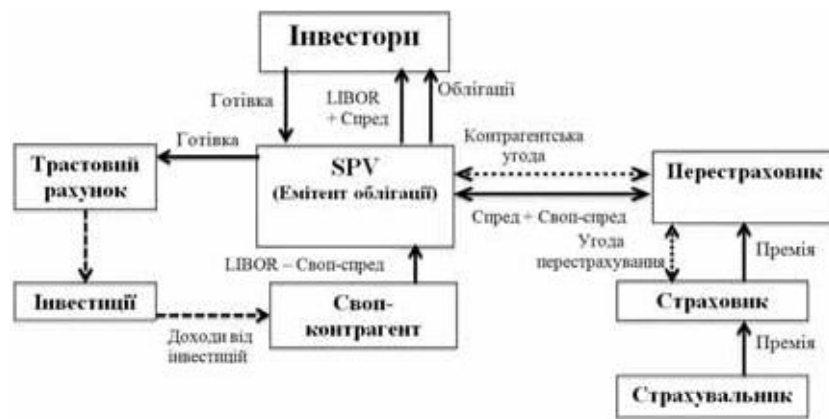 Інвестори
Готівка
LIBOR
+ Спред
Облігації
Готівка
Трастовий
рахунок
SPV
(Емітент облігації)
Контрагентська
угода
Перестраховик
Спред + Своп-спред
Угода
перестрахування
Премія
LIBOR – Своп-спред
Інвестиції
Своп-
контрагент
Страховик
Доходи від
інвестицій
Премія
Страхувальник